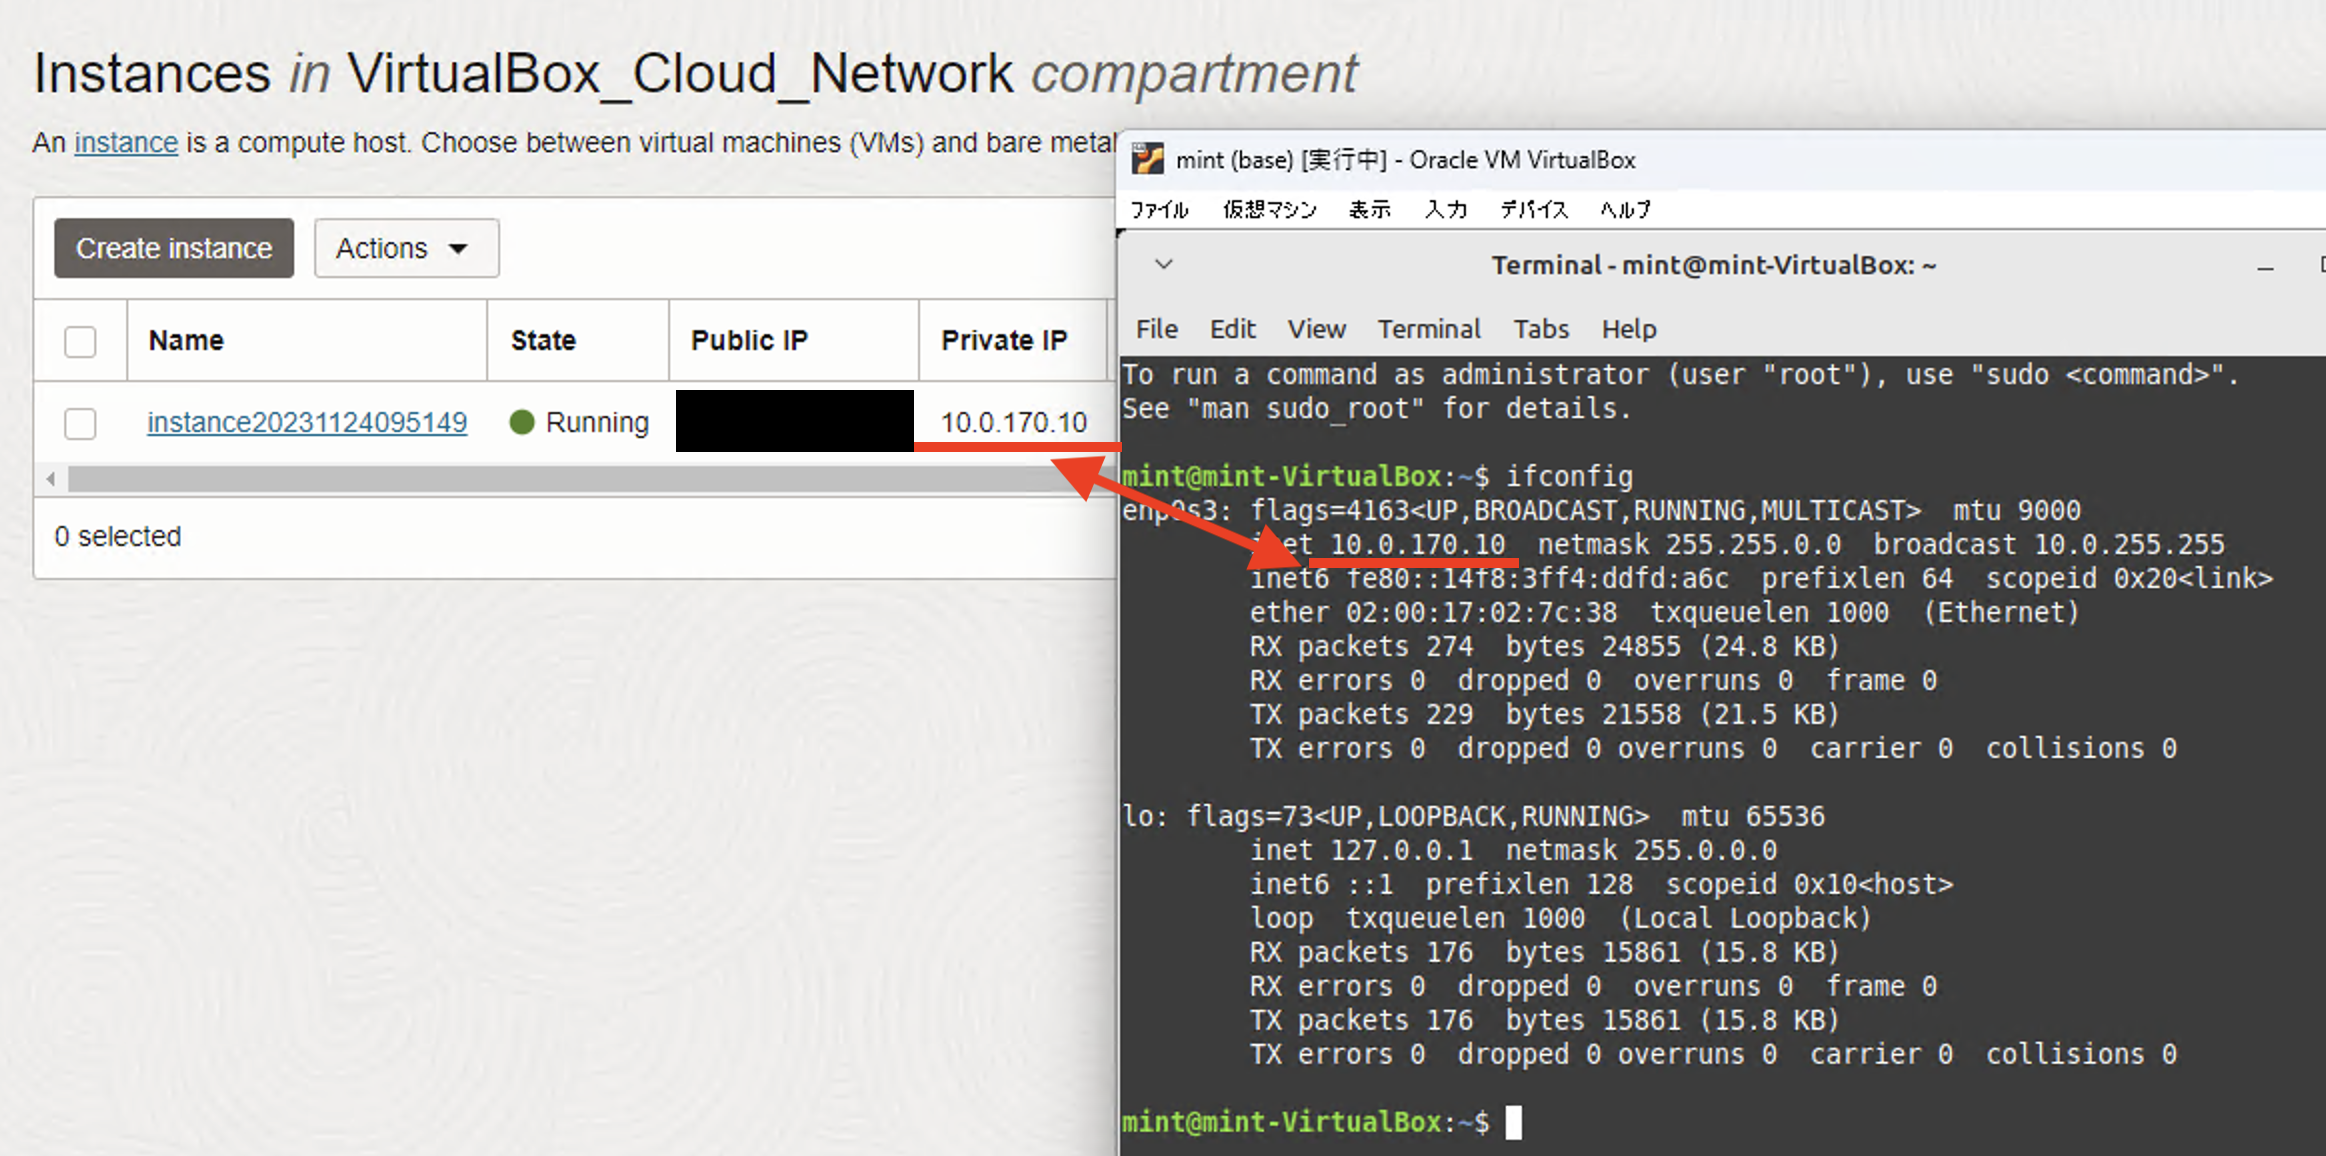 Instances in VirtualBox_Cloud_Network compartment
An instance is a compute host. Choose between virtual machines (VMs) and bare metal
Create instance Actions
Name State Public IP Private IP
instance20231124095149 Running 10.0.170.10
0 selected
mint (base) [実行中] - Oracle VM VirtualBox
ファイル 仮想マシン 表示 入力 デバイス ヘルプ
Terminal - mint@mint-VirtualBox: ~
File Edit View Terminal Tabs Help
To run a command as administrator (user "root"), use "sudo <command>".
See "man sudo_root" for details.
mint@mint-VirtualBox:~$ ifconfig
enp0s3: flags=4163<UP,BROADCAST,RUNNING,MULTICAST> mtu 9000
inet 10.0.170.10 netmask 255.255.0.0 broadcast 10.0.255.255
inet6 fe80::14f8:3ff4:ddfd:a6c prefixlen 64 scopeid 0x20<link>
ether 02:00:17:02:7c:38 txqueuelen 1000 (Ethernet)
RX packets 274 bytes 24855 (24.8 KB)
RX errors 0 dropped 0 overruns 0 frame 0
TX packets 229 bytes 21558 (21.5 KB)
TX errors 0 dropped 0 overruns 0 carrier 0 collisions 0
lo: flags=73<UP,LOOPBACK,RUNNING> mtu 65536
inet 127.0.0.1 netmask 255.0.0.0
inet6 ::1 prefixlen 128 scopeid 0x10<host>
loop txqueuelen 1000 (Local Loopback)
RX packets 176 bytes 15861 (15.8 KB)
RX errors 0 dropped 0 overruns 0 frame 0
TX packets 176 bytes 15861 (15.8 KB)
TX errors 0 dropped 0 overruns 0 carrier 0 collisions 0
mint@mint-VirtualBox:~$